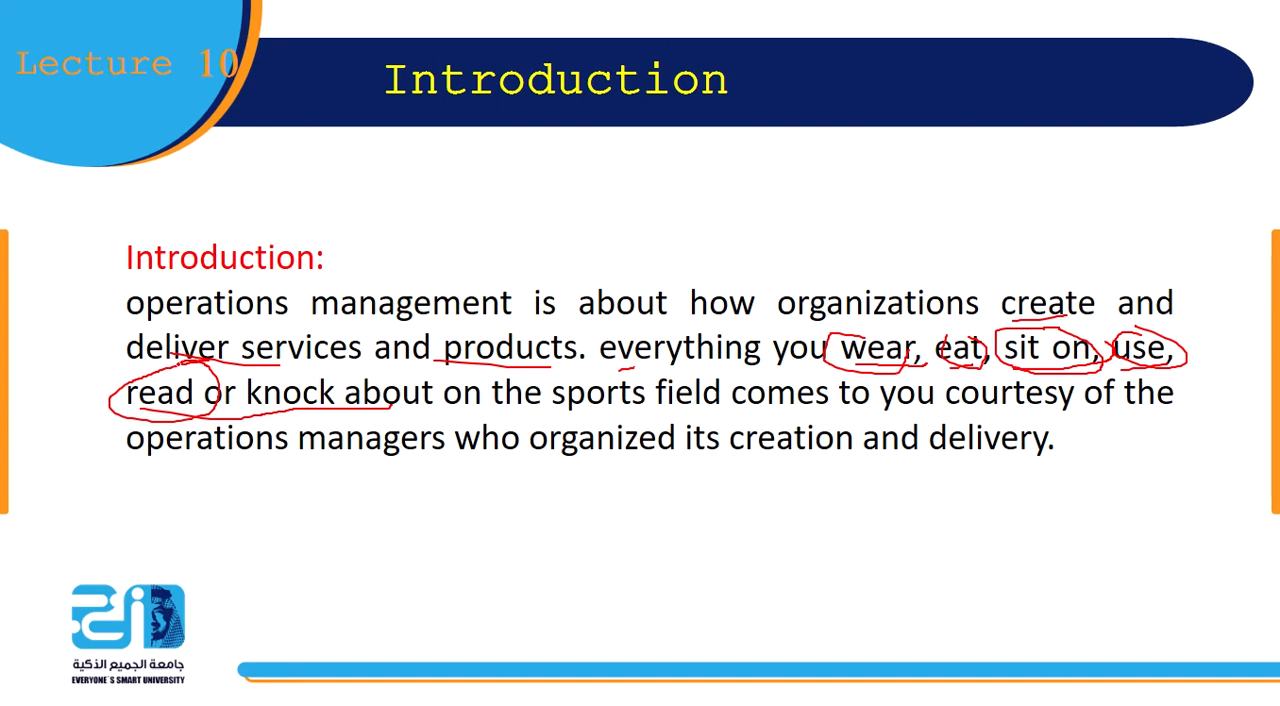 Lecture 10
Introduction
Introduction:
operations management is about how organizations create and
deliver services and products. everything you wear, eat, sit on, use,
read or knock about on the sports field comes to you courtesy of the
operations managers who organized its creation and delivery.
جامعة الجميع الذكية
EVERYONE`S SMART UNIVERSITY